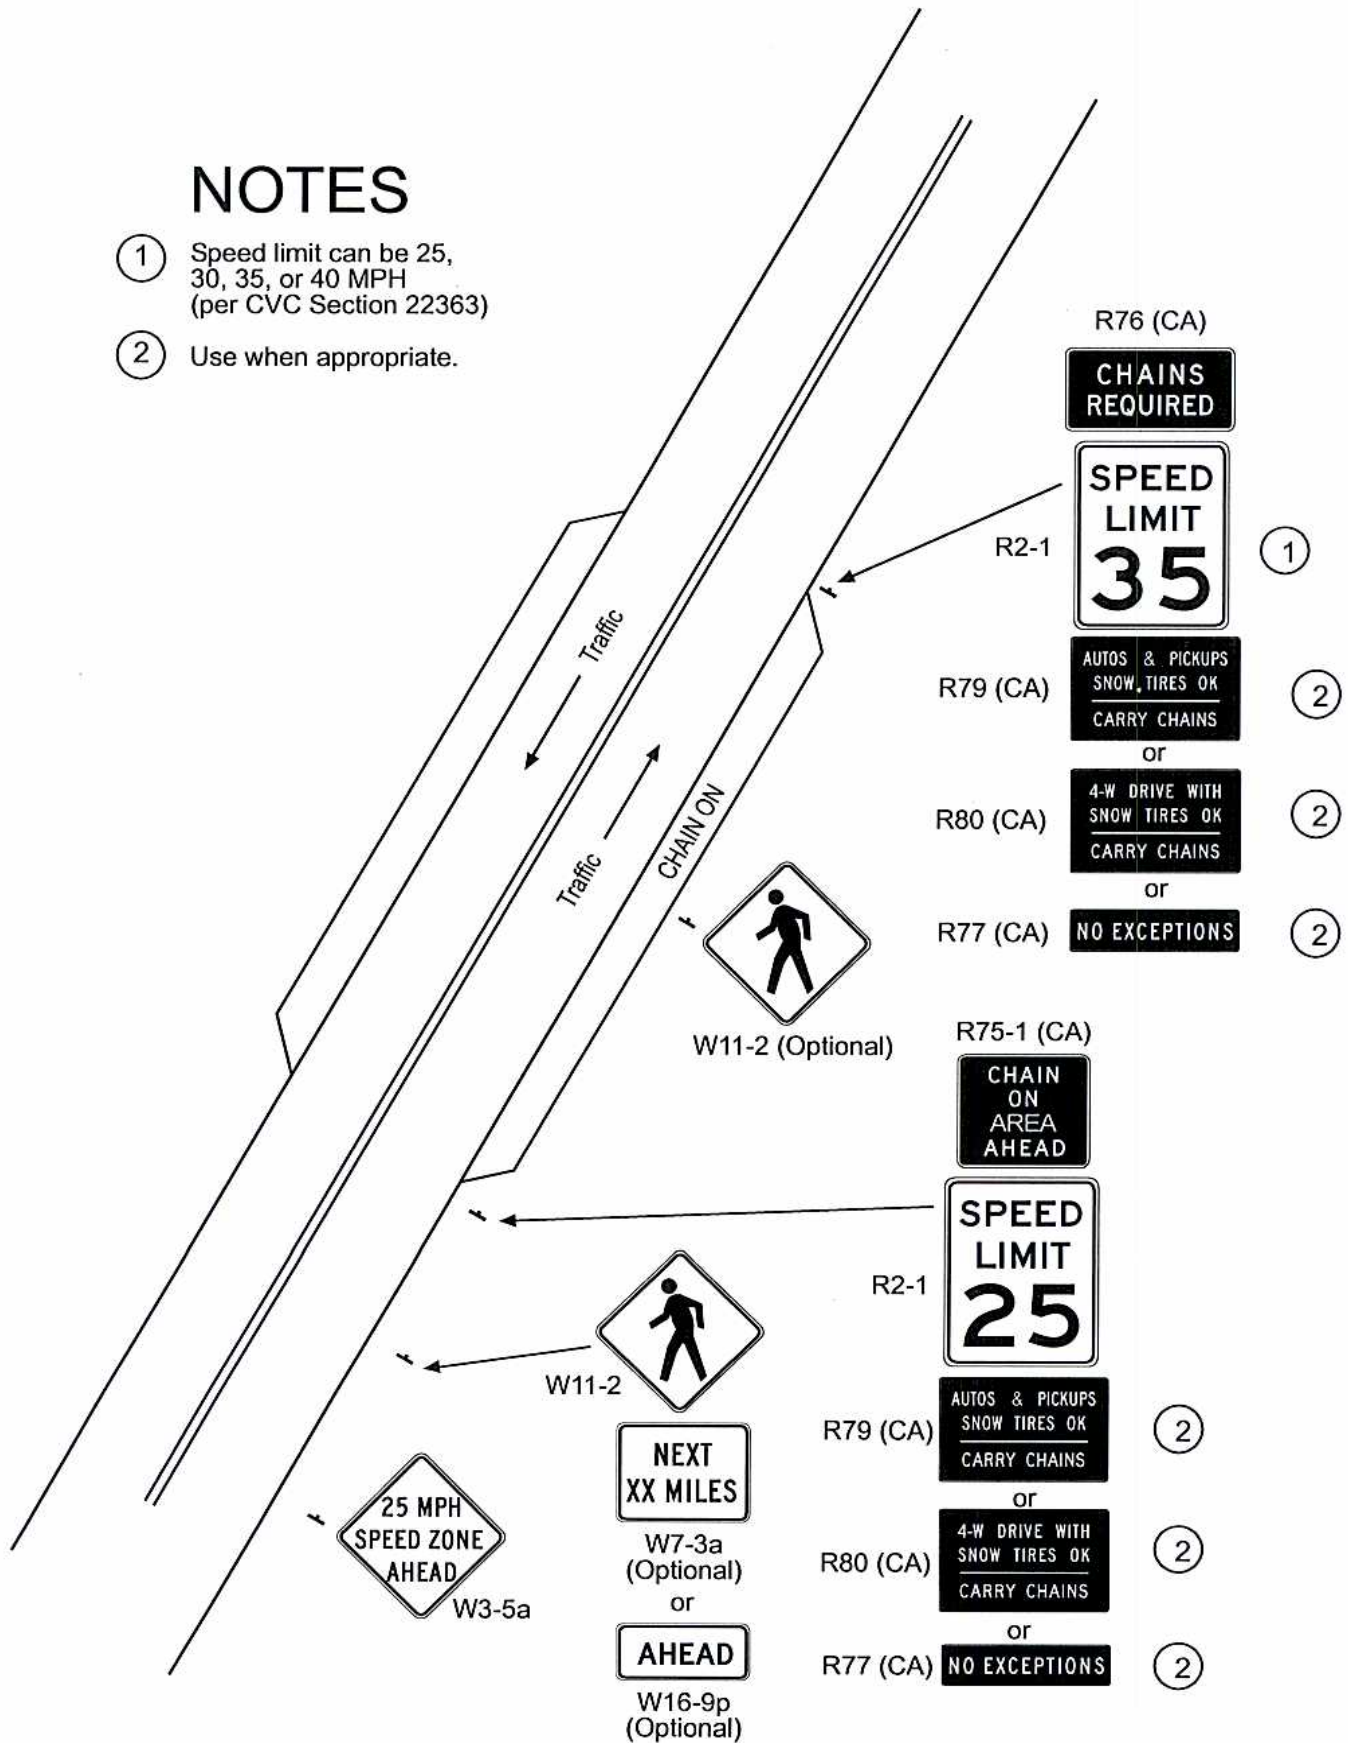 NOTES
1 Speed limit can be 25,
30, 35, or 40 MPH
(per CVC Section 22363)
2 Use when appropriate.
R76 (CA)
CHAINS
REQUIRED
SPEED
LIMIT
35
R2-1
1
AUTOS & PICKUPS
SNOW TIRES OK
CARRY CHAINS
R79 (CA)
2
or
4-W DRIVE WITH
SNOW TIRES OK
CARRY CHAINS
R80 (CA)
2
or
R77 (CA)
NO EXCEPTIONS
2
Traffic
Traffic
CHAIN ON
W11-2 (Optional)
R75-1 (CA)
CHAIN
ON
AREA
AHEAD
SPEED
LIMIT
25
R2-1
AUTOS & PICKUPS
SNOW TIRES OK
CARRY CHAINS
R79 (CA)
2
or
4-W DRIVE WITH
SNOW TIRES OK
CARRY CHAINS
R80 (CA)
2
or
R77 (CA)
NO EXCEPTIONS
2
W11-2
NEXT
XX MILES
W7-3a
(Optional)
or
AHEAD
W16-9p
(Optional)
25 MPH
SPEED ZONE
AHEAD
W3-5a